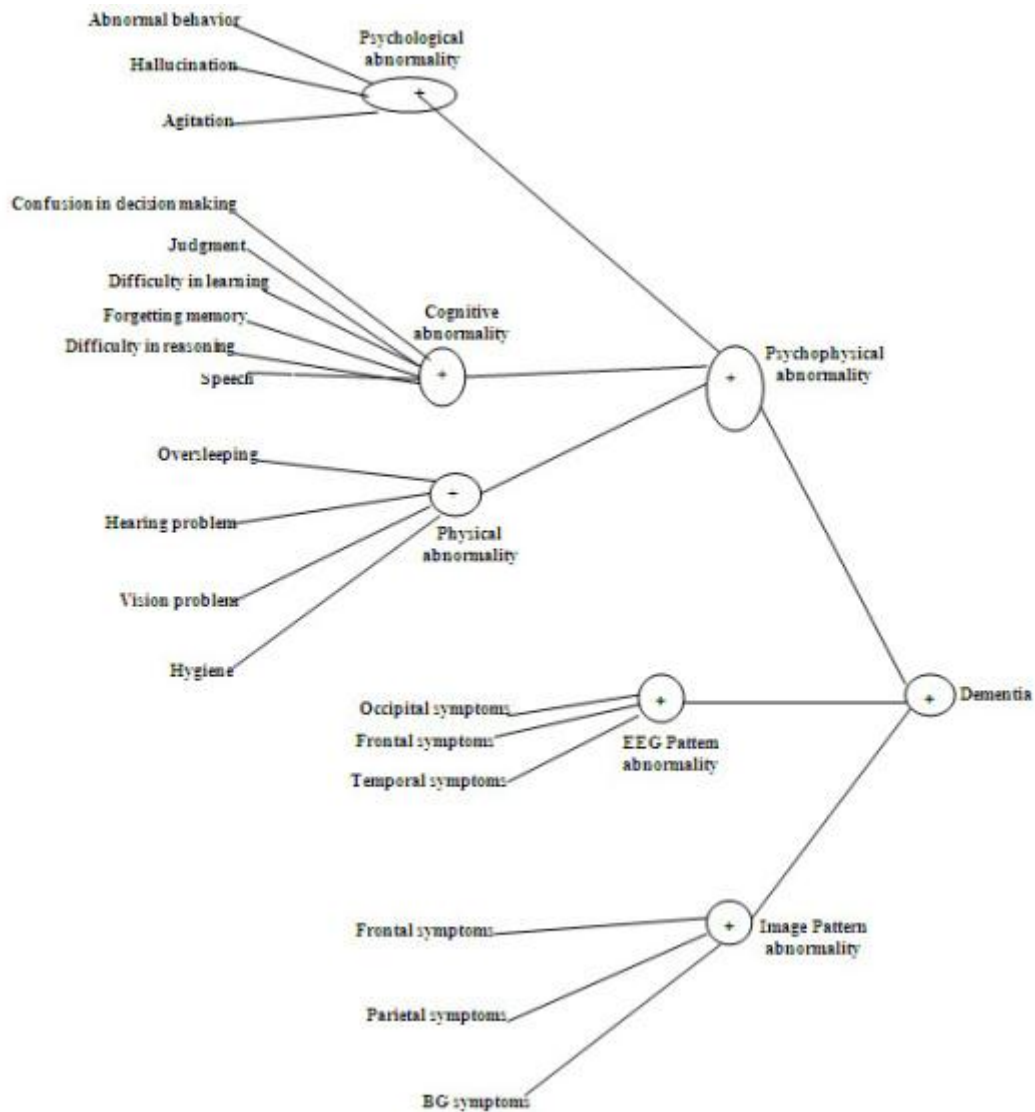 Abnormal behavior
Psychological
abnormality
Hallucination
+
Agitation
Confusion in decision making
Judgment
Difficulty in learning
Cognitive
abnormality
Forgetting memory
Difficulty in reasoning
Speech
+
Psychophysical
abnormality
+
Oversleeping
+
Hearing problem
Physical
abnormality
Vision problem
Hygiene
Occipital symptoms
+
Dementia
+
Frontal symptoms
EEG Pattern
abnormality
Temporal symptoms
Frontal symptoms
+
Image Pattern
abnormality
Parietal symptoms
BG symptoms